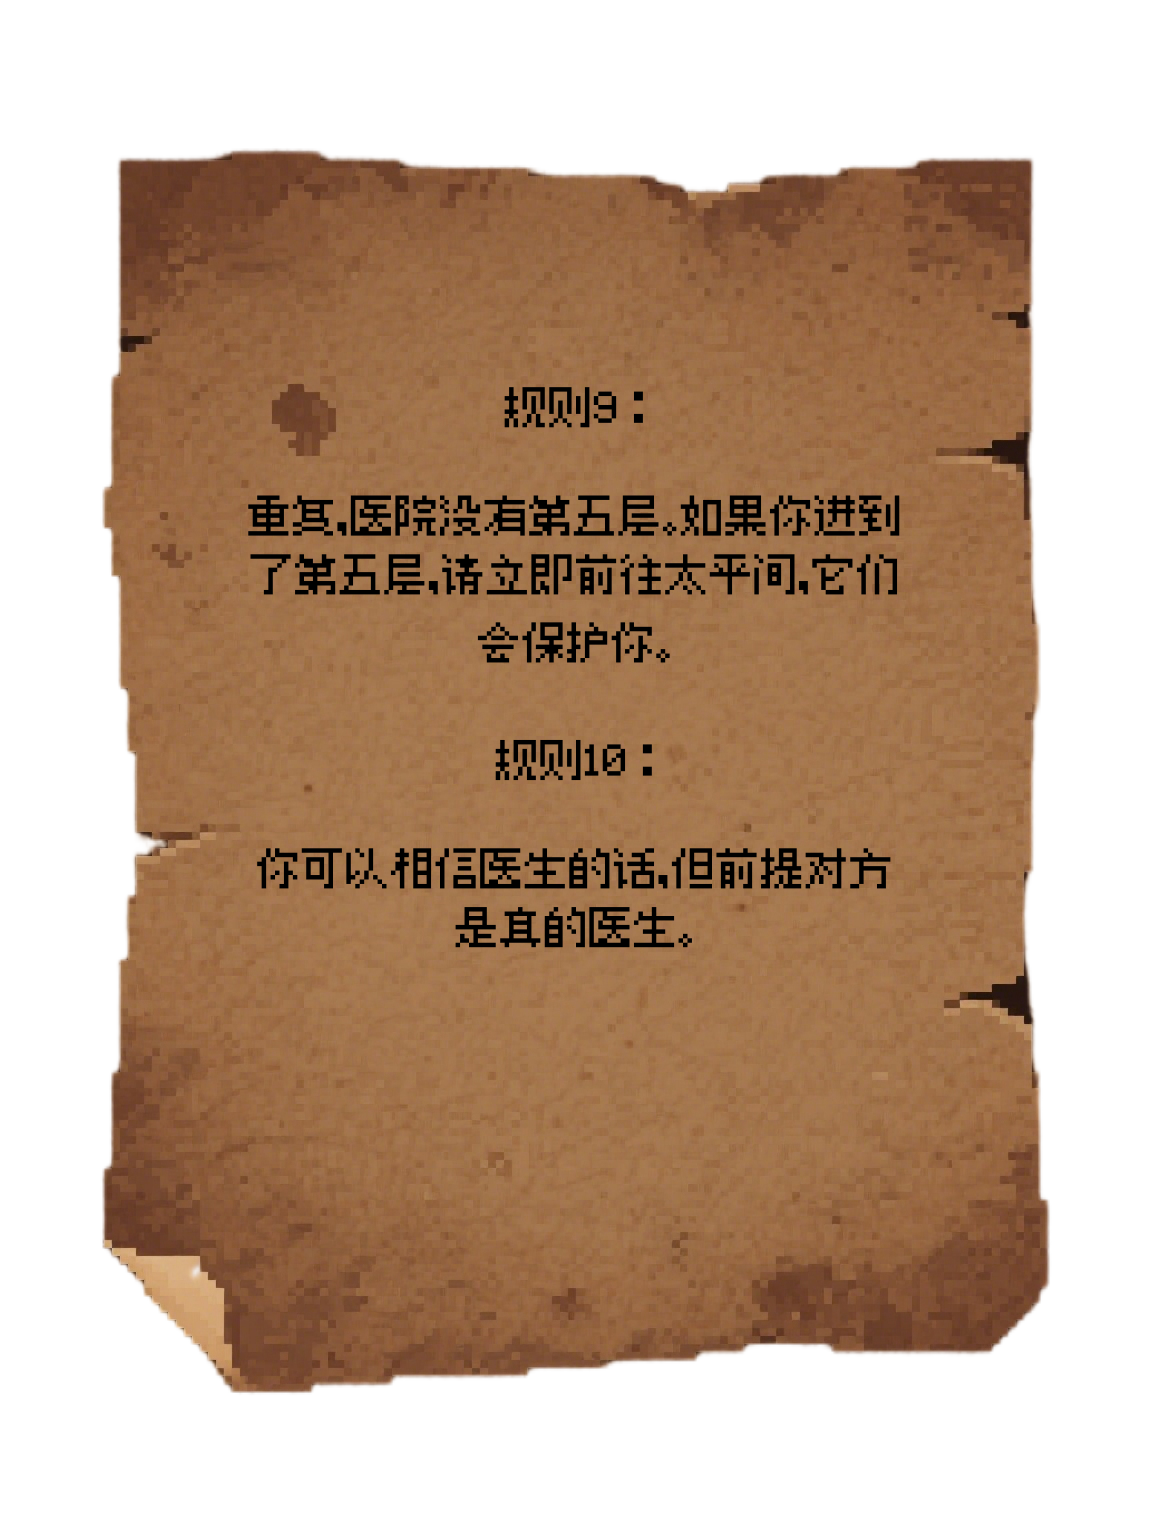 规则9：
重复,医院没有第五层。如果你进到
了第五层,请立即前往太平间,它们
会保护你。
规则10：
你可以相信医生的话,但前提对方
是真的医生。